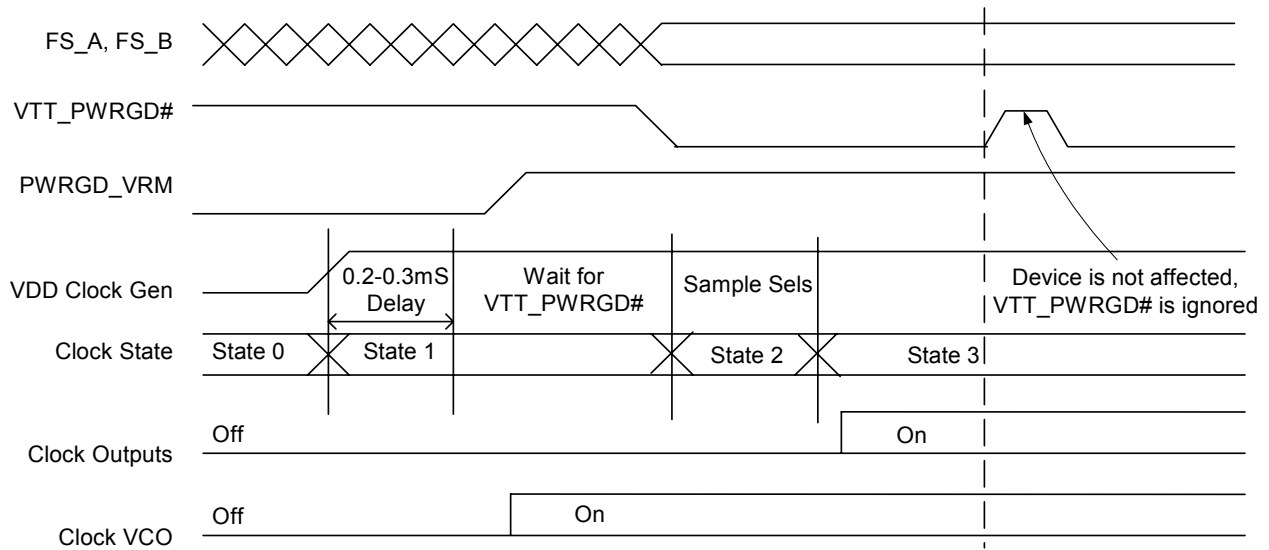 FS_A, FS_B
VTT_PWRGD#
PWRGD_VRM
VDD Clock Gen
0.2-0.3mS
Delay
Wait for
VTT_PWRGD#
Sample Sels
Device is not affected,
VTT_PWRGD# is ignored
Clock State
State 0
State 1
State 2
State 3
Clock Outputs
Off
On
Clock VCO
Off
On